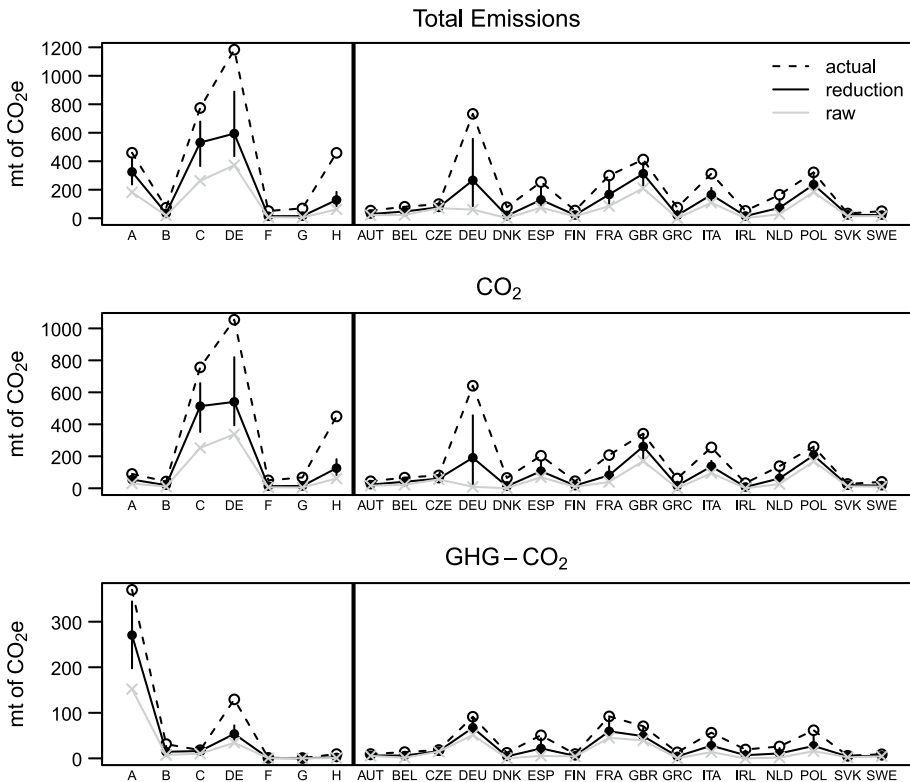 Total Emissions
mt of CO₂e
1200
1000
800
600
400
200
0
actual
reduction
raw
A B C DE F G H AUT BEL CZE DEU DNK ESP FIN FRA GBR GRC ITA IRL NLD POL SVK SWE
CO₂
mt of CO₂e
1000
800
600
400
200
0
A B C DE F G H AUT BEL CZE DEU DNK ESP FIN FRA GBR GRC ITA IRL NLD POL SVK SWE
GHG – CO₂
mt of CO₂e
300
200
100
0
A B C DE F G H AUT BEL CZE DEU DNK ESP FIN FRA GBR GRC ITA IRL NLD POL SVK SWE